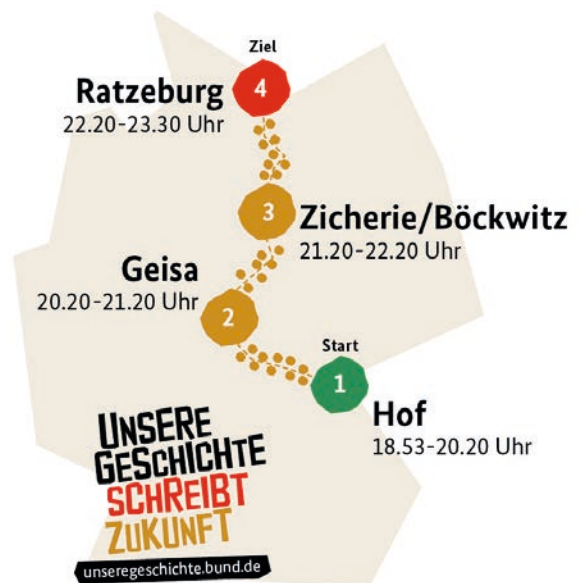 Ziel
4
Ratzeburg
22.20-23.30 Uhr
3
Zicherie/Böckwitz
21.20-22.20 Uhr
Geisa
20.20-21.20 Uhr
2
Start
1
Hof
18.53-20.20 Uhr
UNSERE
GESCHICHTE
SCHREIBT
ZUKUNFT
unseregeschichte.bund.de